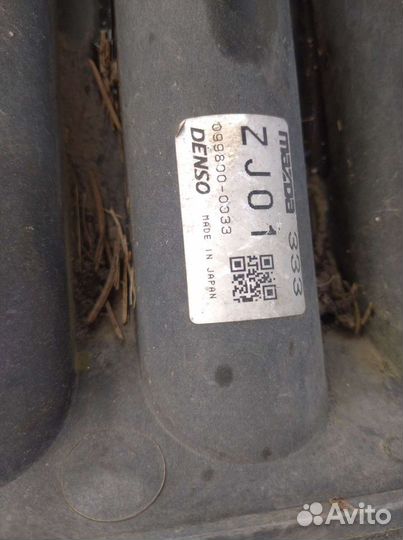 mazda 333
ZJ01
099800-0333
DENSO MADE IN JAPAN
Avito